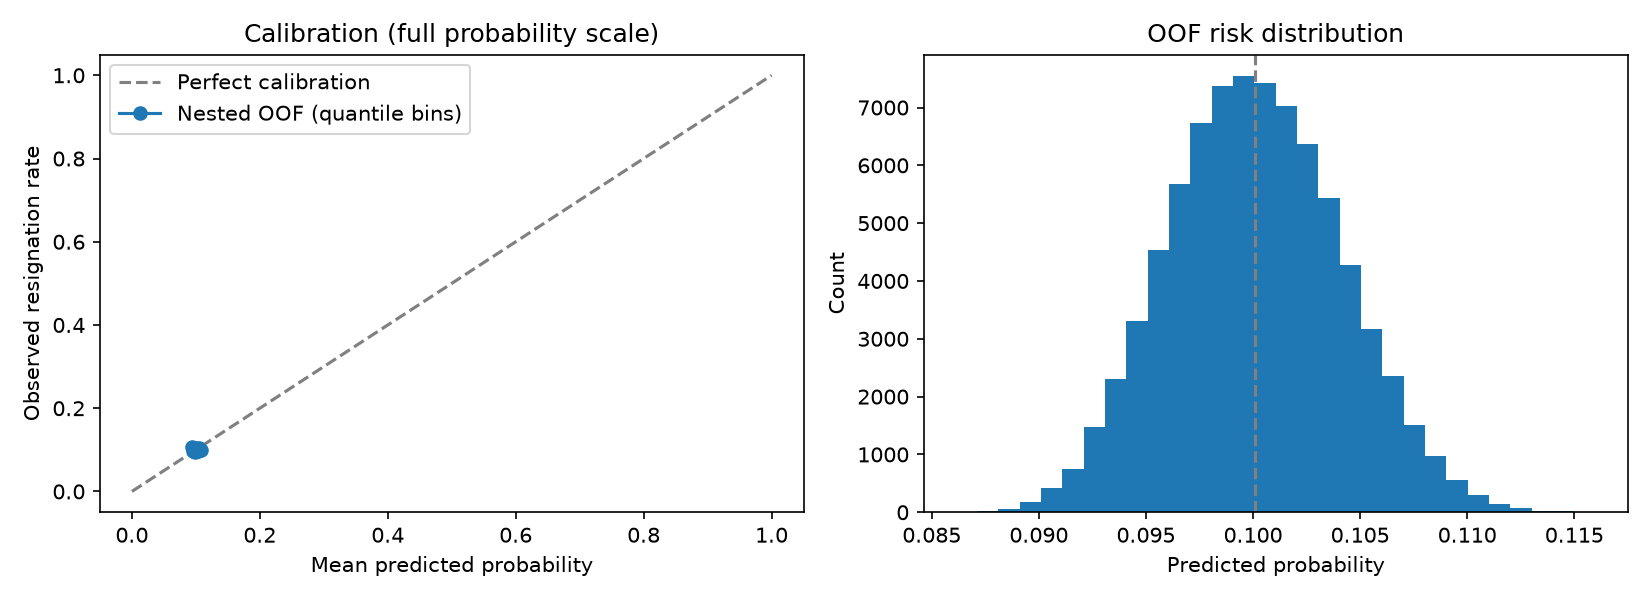 Calibration (full probability scale)
Perfect calibration
Nested OOF (quantile bins)
Observed resignation rate
1.0
0.8
0.6
0.4
0.2
0.0
0.0 0.2 0.4 0.6 0.8 1.0
Mean predicted probability
OOF risk distribution
Count
7000
6000
5000
4000
3000
2000
1000
0
0.085 0.090 0.095 0.100 0.105 0.110 0.115
Predicted probability